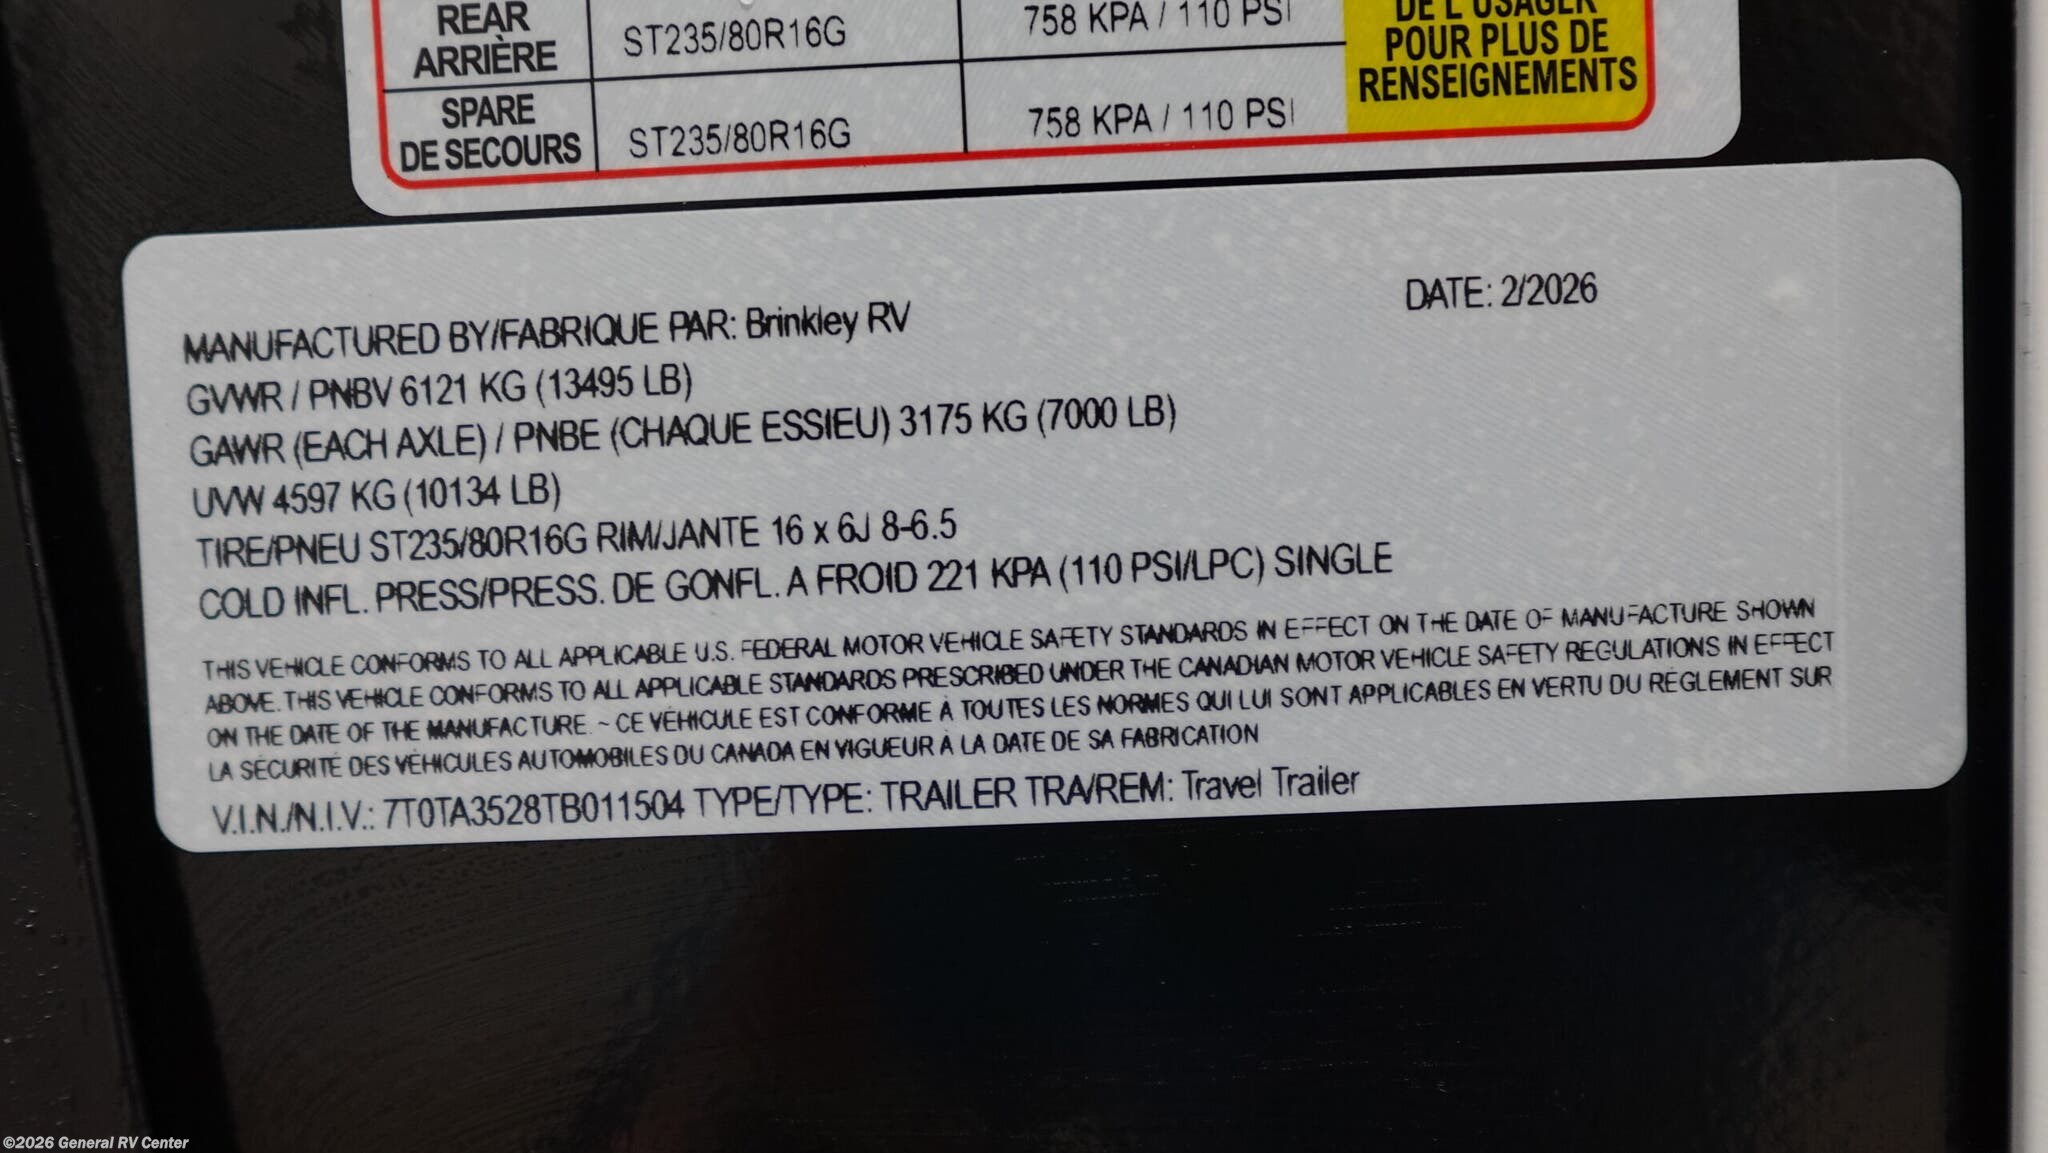 REAR
ARRIÈRE
ST235/80R16G
758 KPA / 110 PSI
SPARE
DE SECOURS
ST235/80R16G
758 KPA / 110 PSI
DE L'USAGER
POUR PLUS DE
RENSEIGNEMENTS
MANUFACTURED BY/FABRIQUE PAR: Brinkley RV
DATE: 2/2026
GVWR / PNBV 6121 KG (13495 LB)
GAWR (EACH AXLE) / PNBE (CHAQUE ESSIEU) 3175 KG (7000 LB)
UVW 4597 KG (10134 LB)
TIRE/PNEU ST235/80R16G RIM/JANTE 16 x 6J 8-6.5
COLD INFL. PRESS/PRESS. DE GONFL. A FROID 221 KPA (110 PSI/LPC) SINGLE
THIS VEHICLE CONFORMS TO ALL APPLICABLE U.S. FEDERAL MOTOR VEHICLE SAFETY STANDARDS IN EFFECT ON THE DATE OF MANUFACTURE SHOWN
ABOVE. THIS VEHICLE CONFORMS TO ALL APPLICABLE STANDARDS PRESCRIBED UNDER THE CANADIAN MOTOR VEHICLE SAFETY REGULATIONS IN EFFECT
ON THE DATE OF THE MANUFACTURE. ~ CE VÉHICULE EST CONFORME À TOUTES LES NORMES QUI LUI SONT APPLICABLES EN VERTU DU RÉGLEMENT SUR
LA SÉCURITÉ DES VÉHICULES AUTOMOBILES DU CANADA EN VIGUEUR À LA DATE DE SA FABRICATION
V.I.N./N.I.V.: 7T0TA3528TB011504 TYPE/TYPE: TRAILER TRA/REM: Travel Trailer
©2026 General RV Center